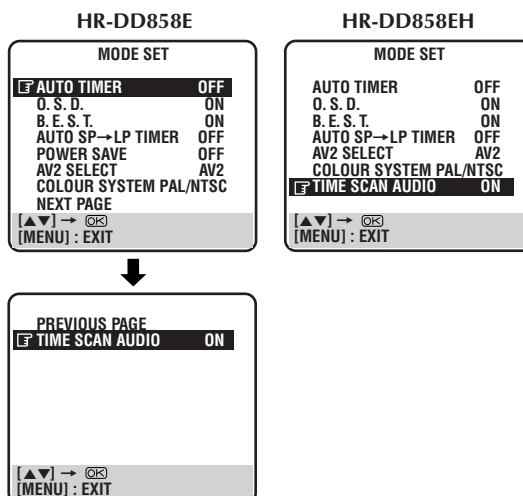 HR-DD858E
MODE SET
AUTO TIMER OFF
O. S. D. ON
B. E. S. T. ON
AUTO SP→LP TIMER OFF
POWER SAVE OFF
AV2 SELECT AV2
COLOUR SYSTEM PAL/NTSC
NEXT PAGE
[▲▼] → OK
[MENU] : EXIT
PREVIOUS PAGE
TIME SCAN AUDIO ON
[▲▼] → OK
[MENU] : EXIT
HR-DD858EH
MODE SET
AUTO TIMER OFF
O. S. D. ON
B. E. S. T. ON
AUTO SP→LP TIMER OFF
AV2 SELECT AV2
COLOUR SYSTEM PAL/NTSC
TIME SCAN AUDIO ON
[▲▼] → OK
[MENU] : EXIT